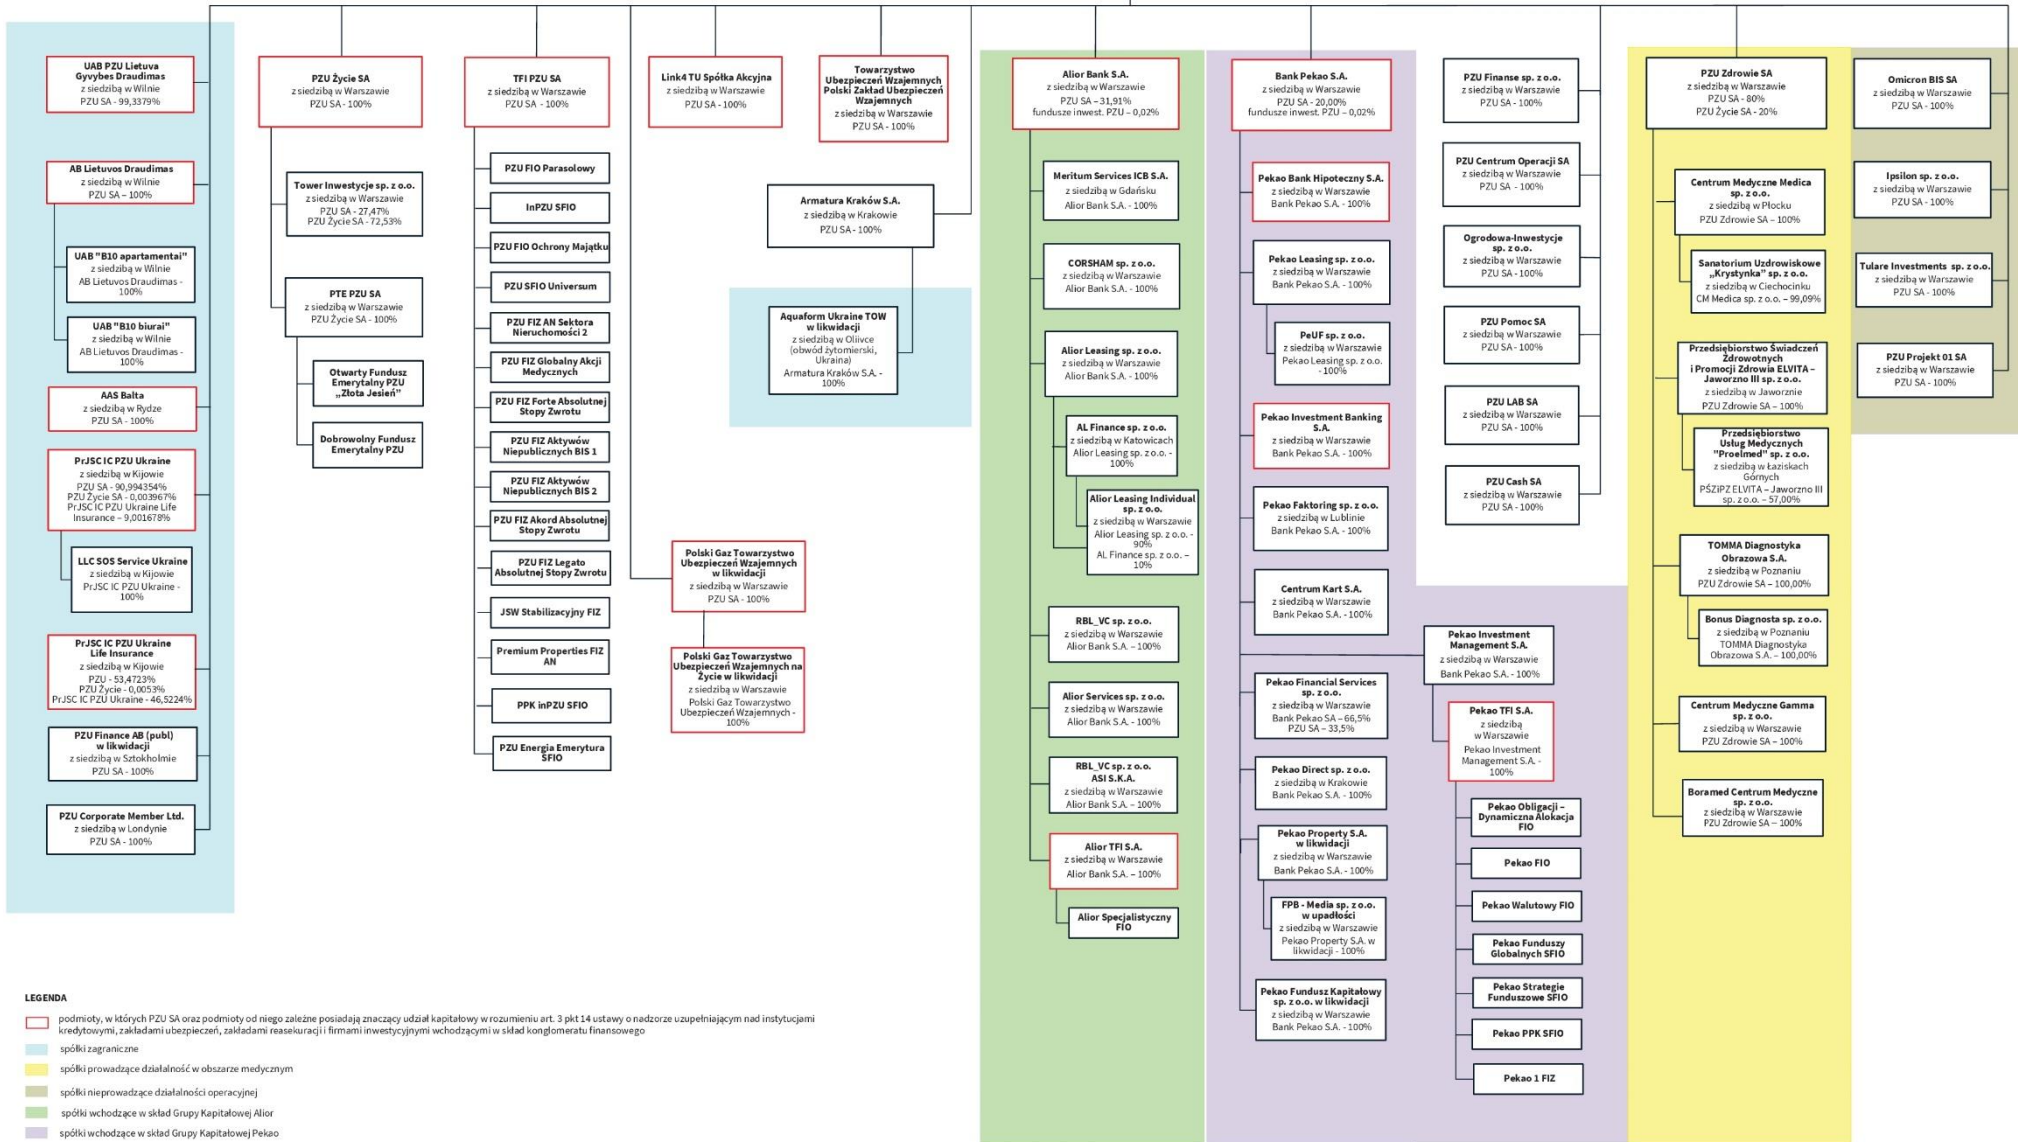 UAB PZU Lietuva
Gyvybes Draudimas
z siedzibą w Wilnie
PZU SA - 99,3379%
AB Lietuvos Draudimas
z siedzibą w Wilnie
PZU SA – 100%
UAB "B10 apartamentai"
z siedzibą w Wilnie
AB Lietuvos Draudimas -
100%
UAB "B10 biurai"
z siedzibą w Wilnie
AB Lietuvos Draudimas -
100%
AAS Balta
z siedzibą w Rydze
PZU SA - 100%
PrJSC IC PZU Ukraine
z siedzibą w Kijowie
PZU SA - 90,994354%
PZU Życie SA - 0,003967%
PrJSC IC PZU Ukraine Life
Insurance – 9,001678%
LLC SOS Service Ukraine
z siedzibą w Kijowie
PrJSC IC PZU Ukraine -
100%
PrJSC IC PZU Ukraine
Life Insurance
z siedzibą w Kijowie
PZU - 53,4723%
PZU Życie - 0,0053%
PrJSC IC PZU Ukraine - 46,5224%
PZU Finance AB (publ)
w likwidacji
z siedzibą w Sztokholmie
PZU SA - 100%
PZU Corporate Member Ltd.
z siedzibą w Londynie
PZU SA - 100%
PZU Życie SA
z siedzibą w Warszawie
PZU SA - 100%
Tower Inwestycje sp. z o.o.
z siedzibą w Warszawie
PZU SA - 27,47%
PZU Życie SA - 72,53%
PTE PZU SA
z siedzibą w Warszawie
PZU Życie SA - 100%
Otwarty Fundusz
Emerytalny PZU
„Złota Jesień”
Dobrowolny Fundusz
Emerytalny PZU
TFI PZU SA
z siedzibą w Warszawie
PZU SA - 100%
PZU FIO Parasolowy
InPZU SFIO
PZU FIO Ochrony Majątku
PZU SFIO Universum
PZU FIZ AN Sektora
Nieruchomości 2
PZU FIZ Globalny Akcji
Medycznych
PZU FIZ Forte Absolutnej
Stopy Zwrotu
PZU FIZ Aktywów
Niepublicznych BIS 1
PZU FIZ Aktywów
Niepublicznych BIS 2
PZU FIZ Akord Absolutnej
Stopy Zwrotu
PZU FIZ Legato
Absolutnej Stopy Zwrotu
JSW Stabilizacyjny FIZ
Premium Properties FIZ
AN
PPK inPZU SFIO
PZU Energia Emerytura
SFIO
Link4 TU Spółka Akcyjna
z siedzibą w Warszawie
PZU SA - 100%
Polski Gaz Towarzystwo
Ubezpieczeń Wzajemnych
w likwidacji
z siedzibą w Warszawie
PZU SA - 100%
Polski Gaz Towarzystwo
Ubezpieczeń Wzajemnych na
Życie w likwidacji
z siedzibą w Warszawie
Polski Gaz Towarzystwo
Ubezpieczeń Wzajemnych -
100%
Towarzystwo
Ubezpieczeń Wzajemnych
Polski Zakład Ubezpieczeń
Wzajemnych
z siedzibą w Warszawie
PZU SA - 100%
Armatura Kraków S.A.
z siedzibą w Krakowie
PZU SA - 100%
Aquaform Ukraine TOW
w likwidacji
z siedzibą w Oliivce
(obwód żytomierski,
Ukraina)
Armatura Kraków S.A. -
100%
Alior Bank S.A.
z siedzibą w Warszawie
PZU SA – 31,91%
fundusze inwest. PZU – 0,02%
Meritum Services ICB S.A.
z siedzibą w Gdańsku
Alior Bank S.A. - 100%
CORSHAM sp. z o.o.
z siedzibą w Warszawie
Alior Bank S.A. - 100%
Alior Leasing sp. z o.o.
z siedzibą w Warszawie
Alior Bank S.A. - 100%
AL Finance sp. z o.o.
z siedzibą w Katowicach
Alior Leasing sp. z o.o. -
100%
Alior Leasing Individual
sp. z o.o.
z siedzibą w Warszawie
Alior Leasing sp. z o.o. -
90%
AL Finance sp. z o.o. –
10%
RBL_VC sp. z o.o.
z siedzibą w Warszawie
Alior Bank S.A. – 100%
Alior Services sp. z o.o.
z siedzibą w Warszawie
Alior Bank S.A. - 100%
RBL_VC sp. z o.o.
ASI S.K.A.
z siedzibą w Warszawie
Alior Bank S.A. – 100%
Alior TFI S.A.
z siedzibą w Warszawie
Alior Bank S.A. – 100%
Alior Specjalistyczny
FIO
Bank Pekao S.A.
z siedzibą w Warszawie
PZU SA - 20,00%
fundusze inwest. PZU – 0,02%
Pekao Bank Hipoteczny S.A.
z siedzibą w Warszawie
Bank Pekao S.A. - 100%
Pekao Leasing sp. z o.o.
z siedzibą w Warszawie
Bank Pekao S.A. - 100%
PeUF sp. z o.o.
z siedzibą w Warszawie
Pekao Leasing sp. z o.o.
- 100%
Pekao Investment Banking
S.A.
z siedzibą w Warszawie
Bank Pekao S.A. - 100%
Pekao Faktoring sp. z o.o.
z siedzibą w Lublinie
Bank Pekao S.A. - 100%
Centrum Kart S.A.
z siedzibą w Warszawie
Bank Pekao S.A. - 100%
Pekao Financial Services
sp. z o.o.
z siedzibą w Warszawie
Bank Pekao SA – 66,5%
PZU SA – 33,5%
Pekao Direct sp. z o.o.
z siedzibą w Krakowie
Bank Pekao S.A. - 100%
Pekao Property S.A.
w likwidacji
z siedzibą w Warszawie
Bank Pekao S.A. - 100%
FPB - Media sp. z o.o.
w upadłości
z siedzibą w Warszawie
Pekao Property S.A. w
likwidacji - 100%
Pekao Fundusz Kapitałowy
sp. z o.o. w likwidacji
z siedzibą w Warszawie
Bank Pekao S.A. - 100%
Pekao Investment
Management S.A.
z siedzibą w Warszawie
Bank Pekao S.A. - 100%
Pekao TFI S.A.
z siedzibą
w Warszawie
Pekao Investment
Management S.A. -
100%
Pekao Obligacji –
Dynamiczna Alokacja
FIO
Pekao FIO
Pekao Walutowy FIO
Pekao Funduszy
Globalnych SFIO
Pekao Strategie
Funduszowe SFIO
Pekao PPK SFIO
Pekao 1 FIZ
PZU Finanse sp. z o.o.
z siedzibą w Warszawie
PZU SA - 100%
PZU Centrum Operacji SA
z siedzibą w Warszawie
PZU SA - 100%
Ogrodowa-Inwestycje
sp. z o.o.
z siedzibą w Warszawie
PZU SA - 100%
PZU Pomoc SA
z siedzibą w Warszawie
PZU SA - 100%
PZU LAB SA
z siedzibą w Warszawie
PZU SA - 100%
PZU Cash SA
z siedzibą w Warszawie
PZU SA - 100%
PZU Zdrowie SA
z siedzibą w Warszawie
PZU SA - 80%
PZU Życie SA - 20%
Centrum Medyczne Medica
sp. z o.o.
z siedzibą w Płocku
PZU Zdrowie SA – 100%
Sanatorium Uzdrowiskowe
„Krystynka” sp. z o.o.
z siedzibą w Ciechocinku
CM Medica sp. z o.o. – 99,09%
Przedsiębiorstwo Świadczeń
Zdrowotnych
i Promocji Zdrowia ELVITA –
Jaworzno III sp. z o.o.
z siedzibą w Jaworznie
PZU Zdrowie SA – 100%
Przedsiębiorstwo
Usług Medycznych
"Proelmed" sp. z o.o.
z siedzibą w Łaziskach
Górnych
PŚZiPZ ELVITA – Jaworzno III
sp. z o.o. – 57,00%
TOMMA Diagnostyka
Obrazowa S.A.
z siedzibą w Poznaniu
PZU Zdrowie SA – 100,00%
Bonus Diagnosta sp. z o.o.
z siedzibą w Poznaniu
TOMMA Diagnostyka
Obrazowa S.A. – 100,00%
Centrum Medyczne Gamma
sp. z o.o.
z siedzibą w Warszawie
PZU Zdrowie SA – 100%
Boramed Centrum Medyczne
sp. z o.o.
z siedzibą w Warszawie
PZU Zdrowie SA – 100%
Omicron BIS SA
z siedzibą w Warszawie
PZU SA - 100%
Ipsilon sp. z o.o.
z siedzibą w Warszawie
PZU SA - 100%
Tulare Investments sp. z o.o.
z siedzibą w Warszawie
PZU SA - 100%
PZU Projekt 01 SA
z siedzibą w Warszawie
PZU SA - 100%
LEGENDA
podmioty, w których PZU SA oraz podmioty od niego zależne posiadają znaczący udział kapitałowy w rozumieniu art. 3 pkt 14 ustawy o nadzorze uzupełniającym nad instytucjami
kredytowymi, zakładami ubezpieczeń, zakładami reasekuracji i firmami inwestycyjnymi wchodzącymi w skład konglomeratu finansowego
spółki zagraniczne
spółki prowadzące działalność w obszarze medycznym
spółki nieprowadzące działalności operacyjnej
spółki wchodzące w skład Grupy Kapitałowej Alior
spółki wchodzące w skład Grupy Kapitałowej Pekao